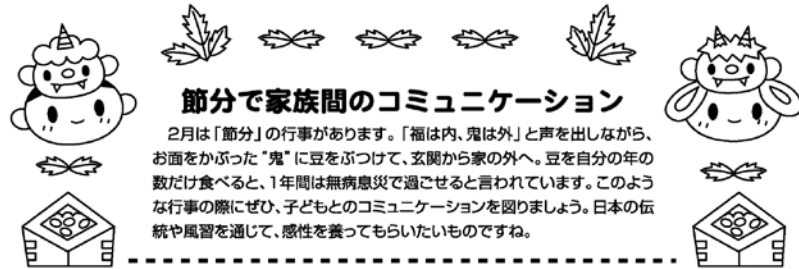 節分で家族間のコミュニケーション
2月は「節分」の行事があります。「福は内、鬼は外」と声を出しながら、
お面をかぶった“鬼”に豆をぶつけて、玄関から家の外へ。豆を自分の年の
数だけ食べると、1年間は無病息災で過ごせると言われています。このよう
な行事の際にぜひ、子どもとのコミュニケーションを図りましょう。日本の伝
統や風習を通じて、感性を養ってもらいたいものですね。